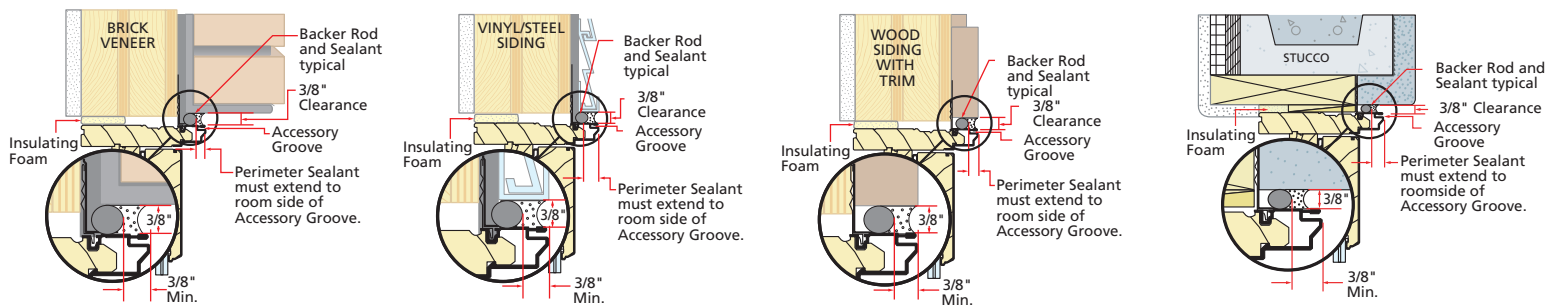 BRICK
VENEER
Backer Rod
and Sealant
typical
3/8"
Clearance
Accessory
Groove
Insulating
Foam
Perimeter Sealant
must extend to
room side of
Accessory Groove.
3/8"
3/8"
Min.
VINYL/STEEL
SIDING
Backer Rod
and Sealant
typical
3/8"
Clearance
Accessory
Groove
Insulating
Foam
Perimeter Sealant
must extend to
room side of
Accessory Groove.
3/8"
3/8"
Min.
WOOD
SIDING
WITH
TRIM
Backer Rod
and Sealant
typical
3/8"
Clearance
Accessory
Groove
Insulating
Foam
Perimeter Sealant
must extend to
room side of
Accessory Groove.
3/8"
3/8"
Min.
STUCCO
Backer Rod and
Sealant typical
3/8" Clearance
Accessory
Groove
Insulating
Foam
Perimeter Sealant
must extend to
roomside of
Accessory Groove.
3/8"
3/8"
Min.